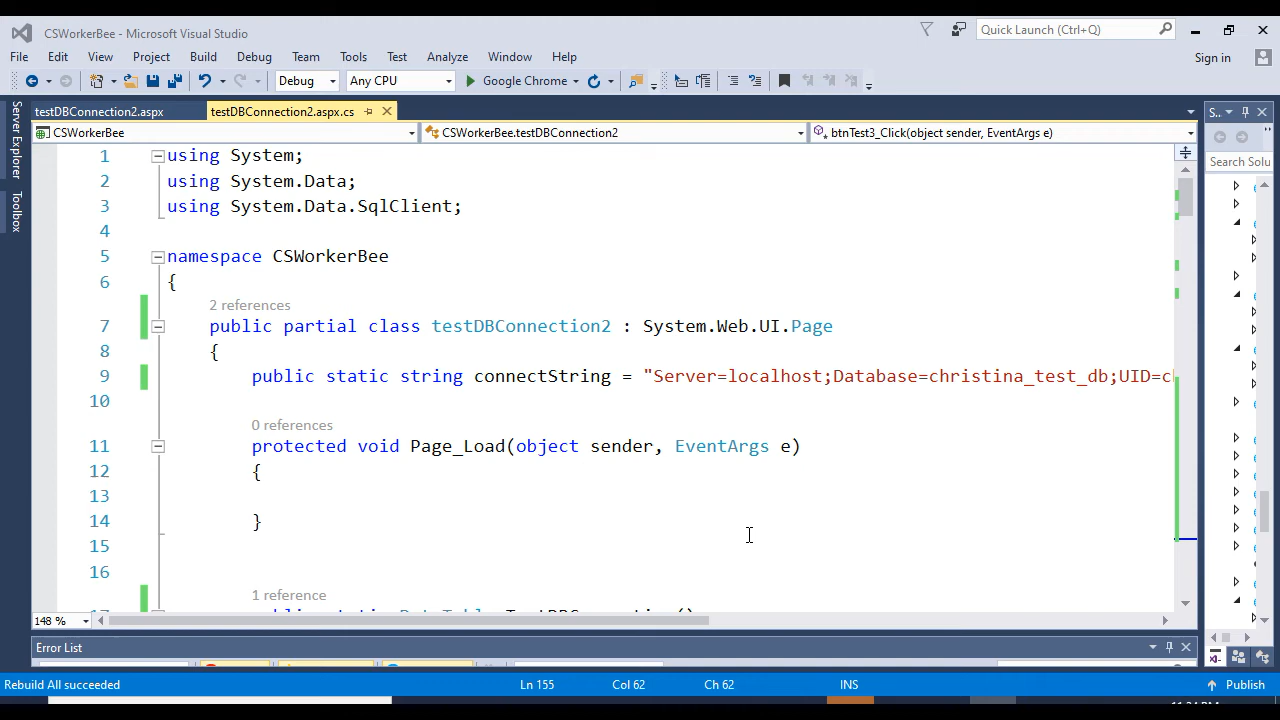 CSWorkerBee - Microsoft Visual Studio
Quick Launch (Ctrl+Q)
File Edit View Project Build Debug Team Tools Test Analyze Window Help
Sign in
Debug Any CPU Google Chrome
testDBConnection2.aspx testDBConnection2.aspx.cs
CSWorkerBee CSWorkerBee.testDBConnection2 btnTest3_Click(object sender, EventArgs e)
S..
Search Solu
Server Explorer
Toolbox
1 using System;
2 using System.Data;
3 using System.Data.SqlClient;
4
5 namespace CSWorkerBee
6 {
2 references
7 public partial class testDBConnection2 : System.Web.UI.Page
8 {
9 public static string connectString = "Server=localhost;Database=christina_test_db;UID=c
10
0 references
11 protected void Page_Load(object sender, EventArgs e)
12 {
13
14 }
15
16
1 reference
148 %
Error List
Rebuild All succeeded Ln 155 Col 62 Ch 62 INS Publish